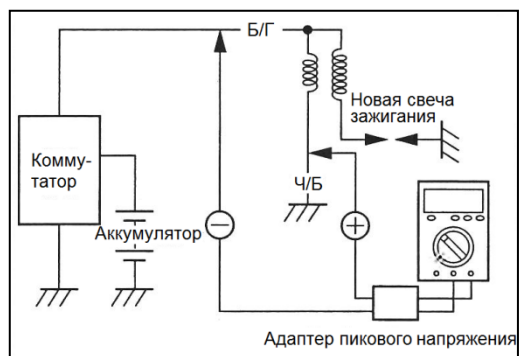 Б/Г
Новая свеча
зажигания
Комму-
татор
Ч/Б
Аккумулятор
Адаптер пикового напряжения